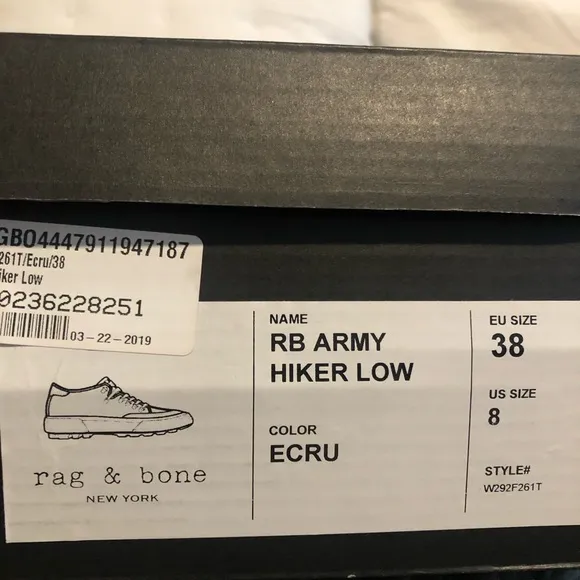 GB04447911947187
261T/Ecru/38
iker Low
0236228251
03-22-2019
rag & bone
NEW YORK
NAME
RB ARMY
HIKER LOW
COLOR
ECRU
EU SIZE
38
US SIZE
8
STYLE#
W292F261T